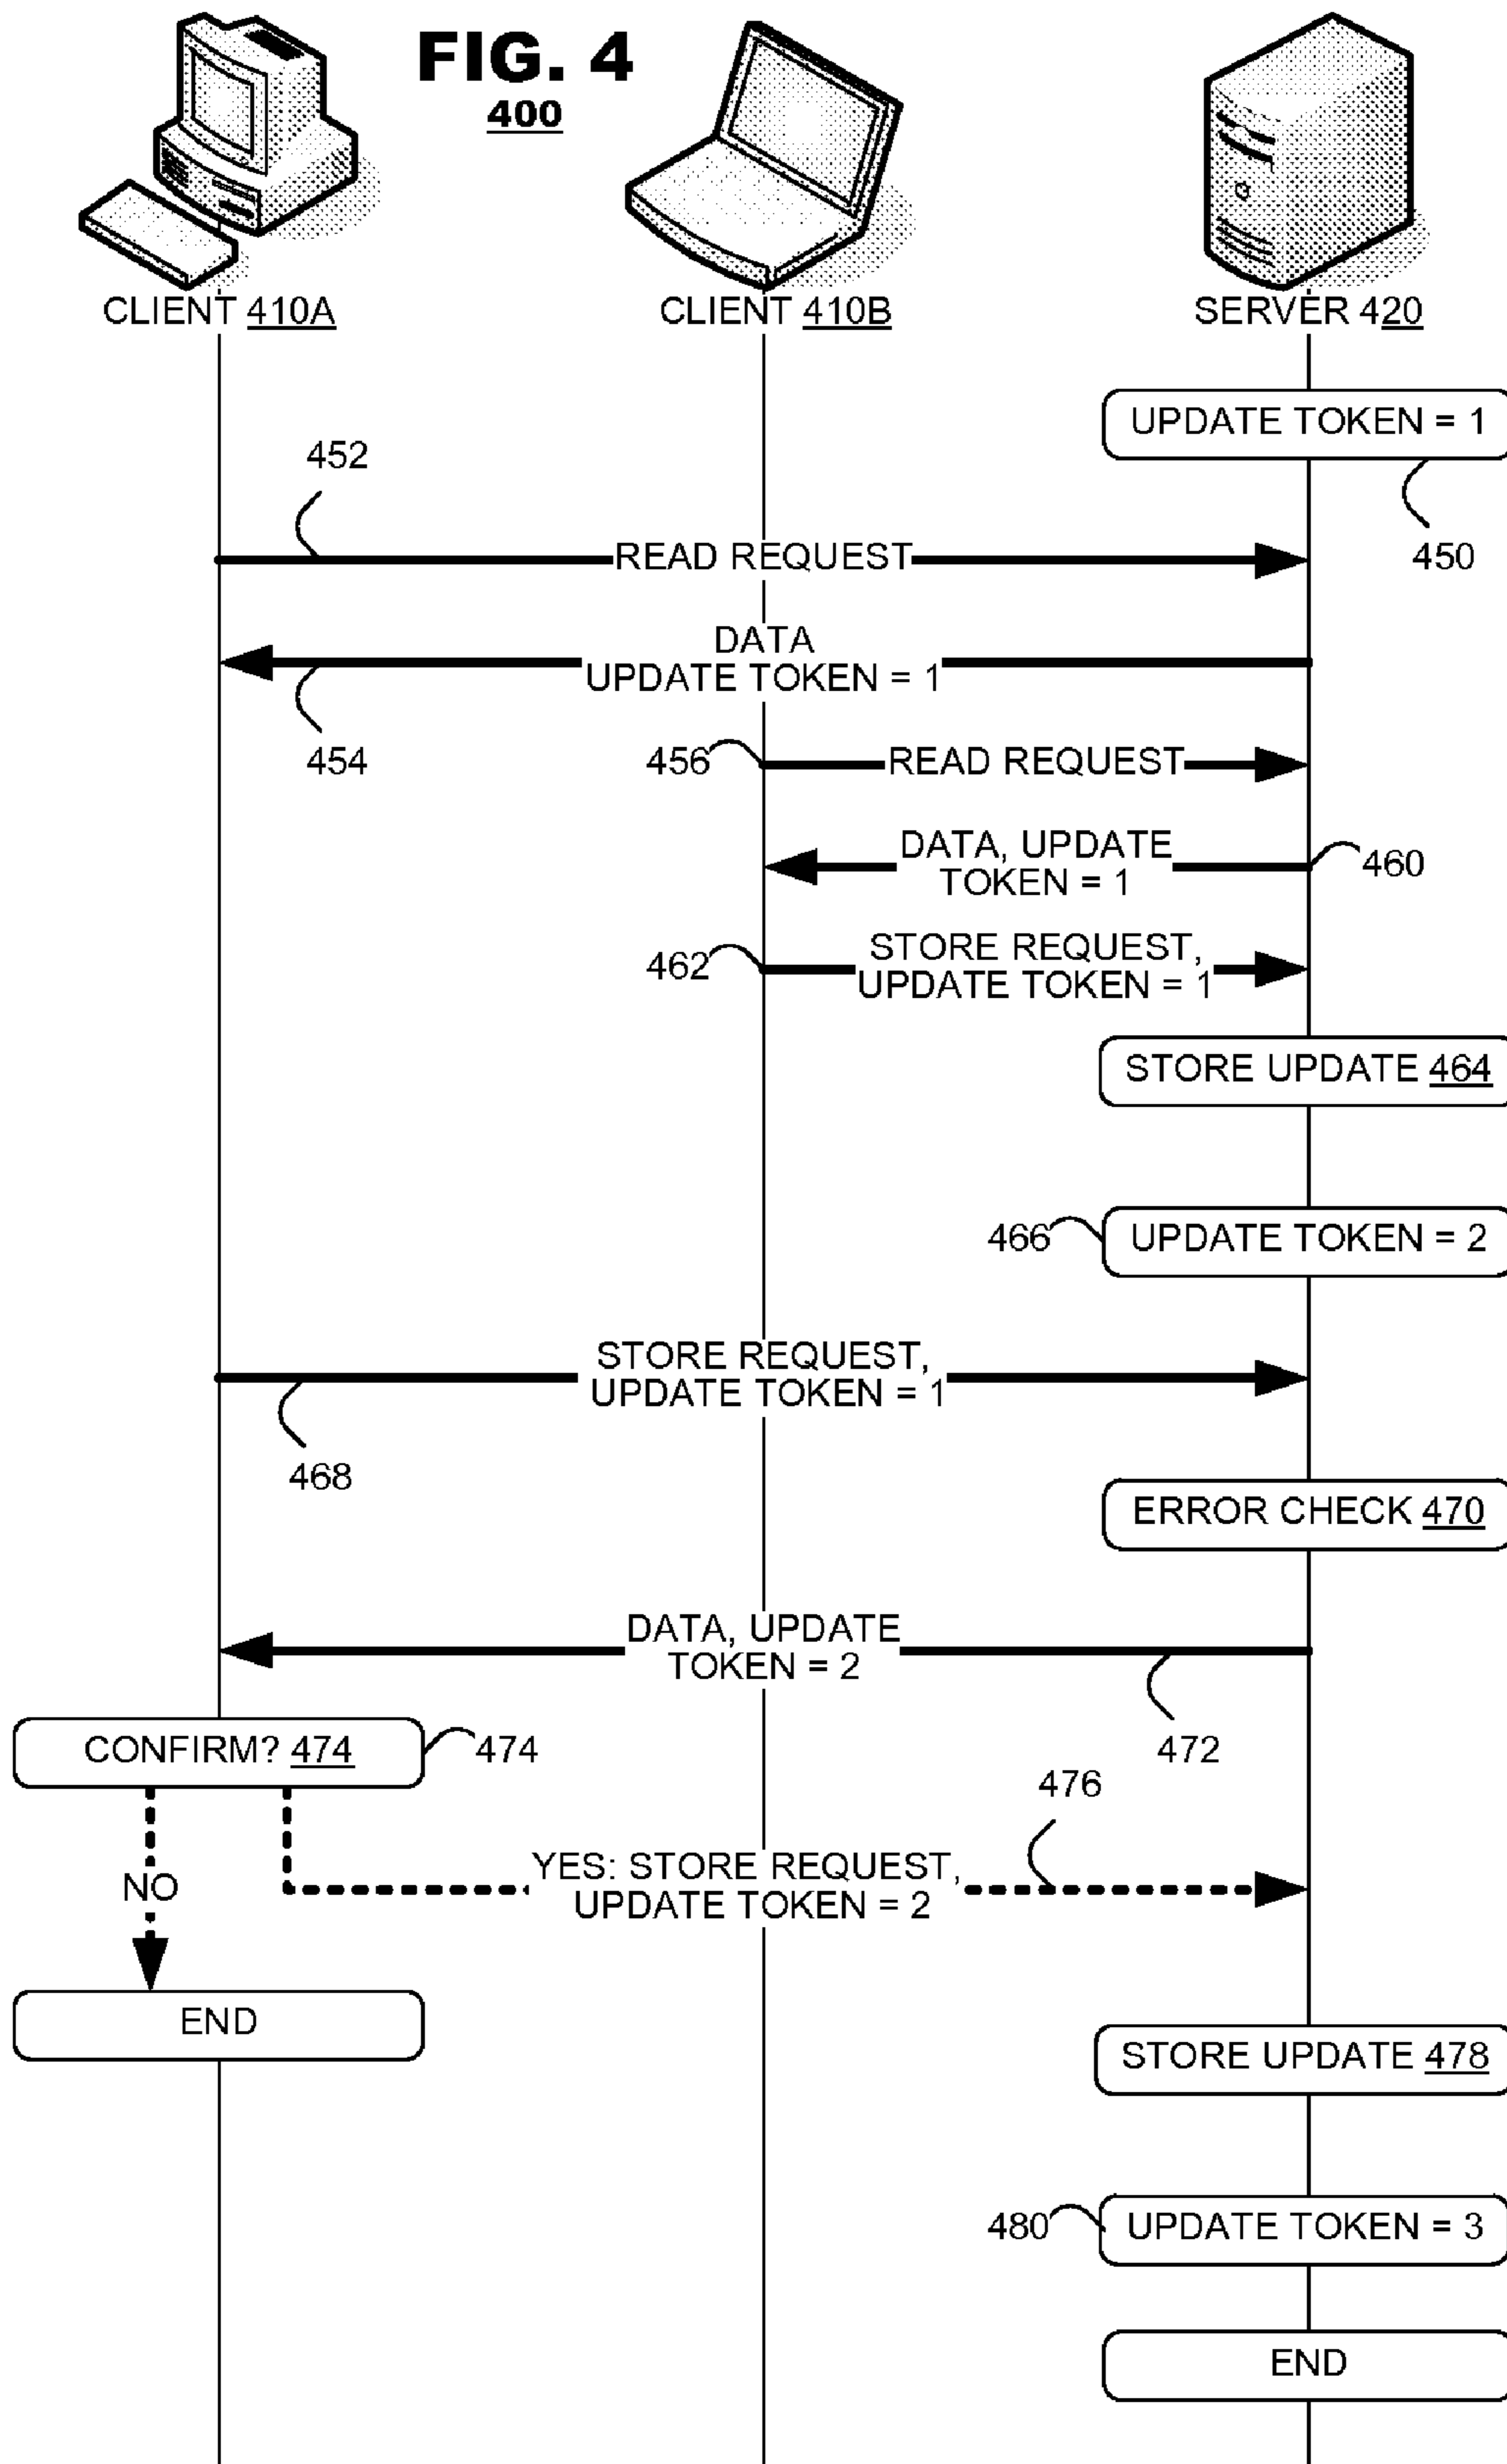 FIG. 4
400
CLIENT 410A
CLIENT 410B
SERVER 420
UPDATE TOKEN = 1
450
452
READ REQUEST
DATA
UPDATE TOKEN = 1
454
456
READ REQUEST
DATA, UPDATE
TOKEN = 1
460
462
STORE REQUEST,
UPDATE TOKEN = 1
STORE UPDATE 464
466
UPDATE TOKEN = 2
STORE REQUEST,
UPDATE TOKEN = 1
468
ERROR CHECK 470
DATA, UPDATE
TOKEN = 2
472
CONFIRM? 474
474
476
NO
YES: STORE REQUEST,
UPDATE TOKEN = 2
END
STORE UPDATE 478
480
UPDATE TOKEN = 3
END